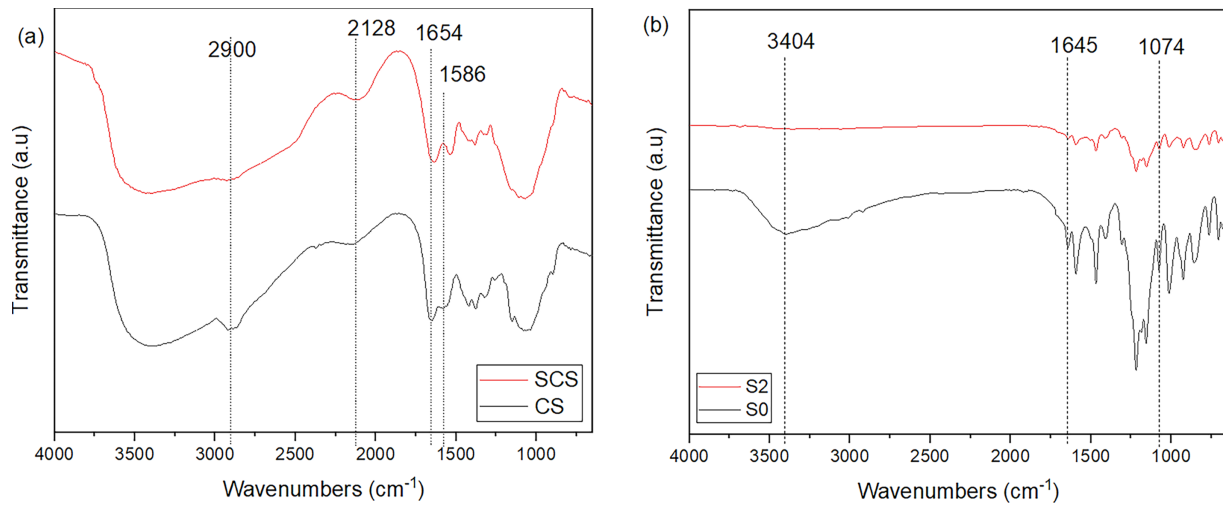 (a)
2900
2128
1654
1586
Transmittance (a.u)
SCS
CS
4000 3500 3000 2500 2000 1500 1000
Wavenumbers (cm⁻¹)
(b)
3404
1645
1074
Transmittance (a.u)
S2
S0
4000 3500 3000 2500 2000 1500 1000
Wavenumbers (cm⁻¹)